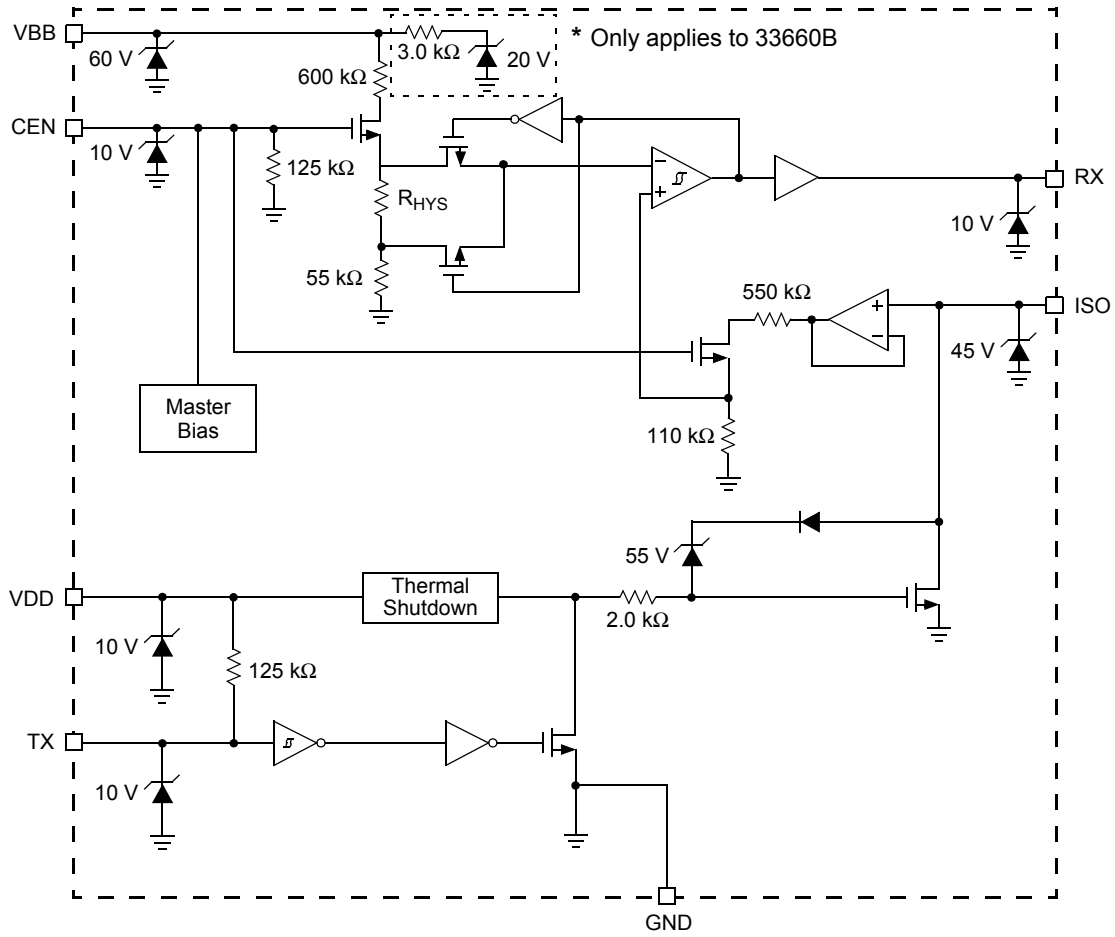 VBB
60 V
3.0 kΩ
20 V
* Only applies to 33660B
600 kΩ
CEN
10 V
125 kΩ
RHYS
55 kΩ
−
+
RX
10 V
550 kΩ
+
−
ISO
45 V
Master
Bias
110 kΩ
55 V
VDD
Thermal
Shutdown
2.0 kΩ
10 V
125 kΩ
TX
10 V
GND